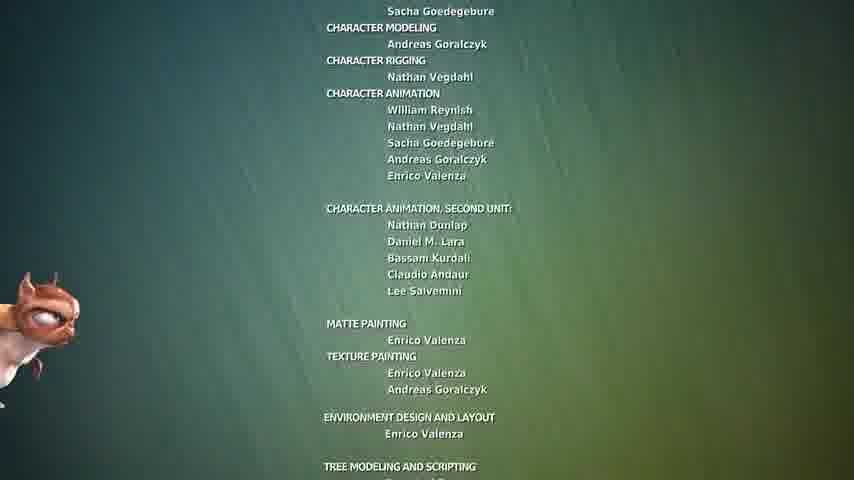 Sacha Goedegebure
CHARACTER MODELING
Andreas Goralczyk
CHARACTER RIGGING
Nathan Vegdahl
CHARACTER ANIMATION
William Reynish
Nathan Vegdahl
Sacha Goedegebure
Andreas Goralczyk
Enrico Valenza
CHARACTER ANIMATION, SECOND UNIT:
Nathan Dunlap
Daniel M. Lara
Bassam Kurdali
Claudio Andaur
Lee Salvemini
MATTE PAINTING
Enrico Valenza
TEXTURE PAINTING
Enrico Valenza
Andreas Goralczyk
ENVIRONMENT DESIGN AND LAYOUT
Enrico Valenza
TREE MODELING AND SCRIPTING